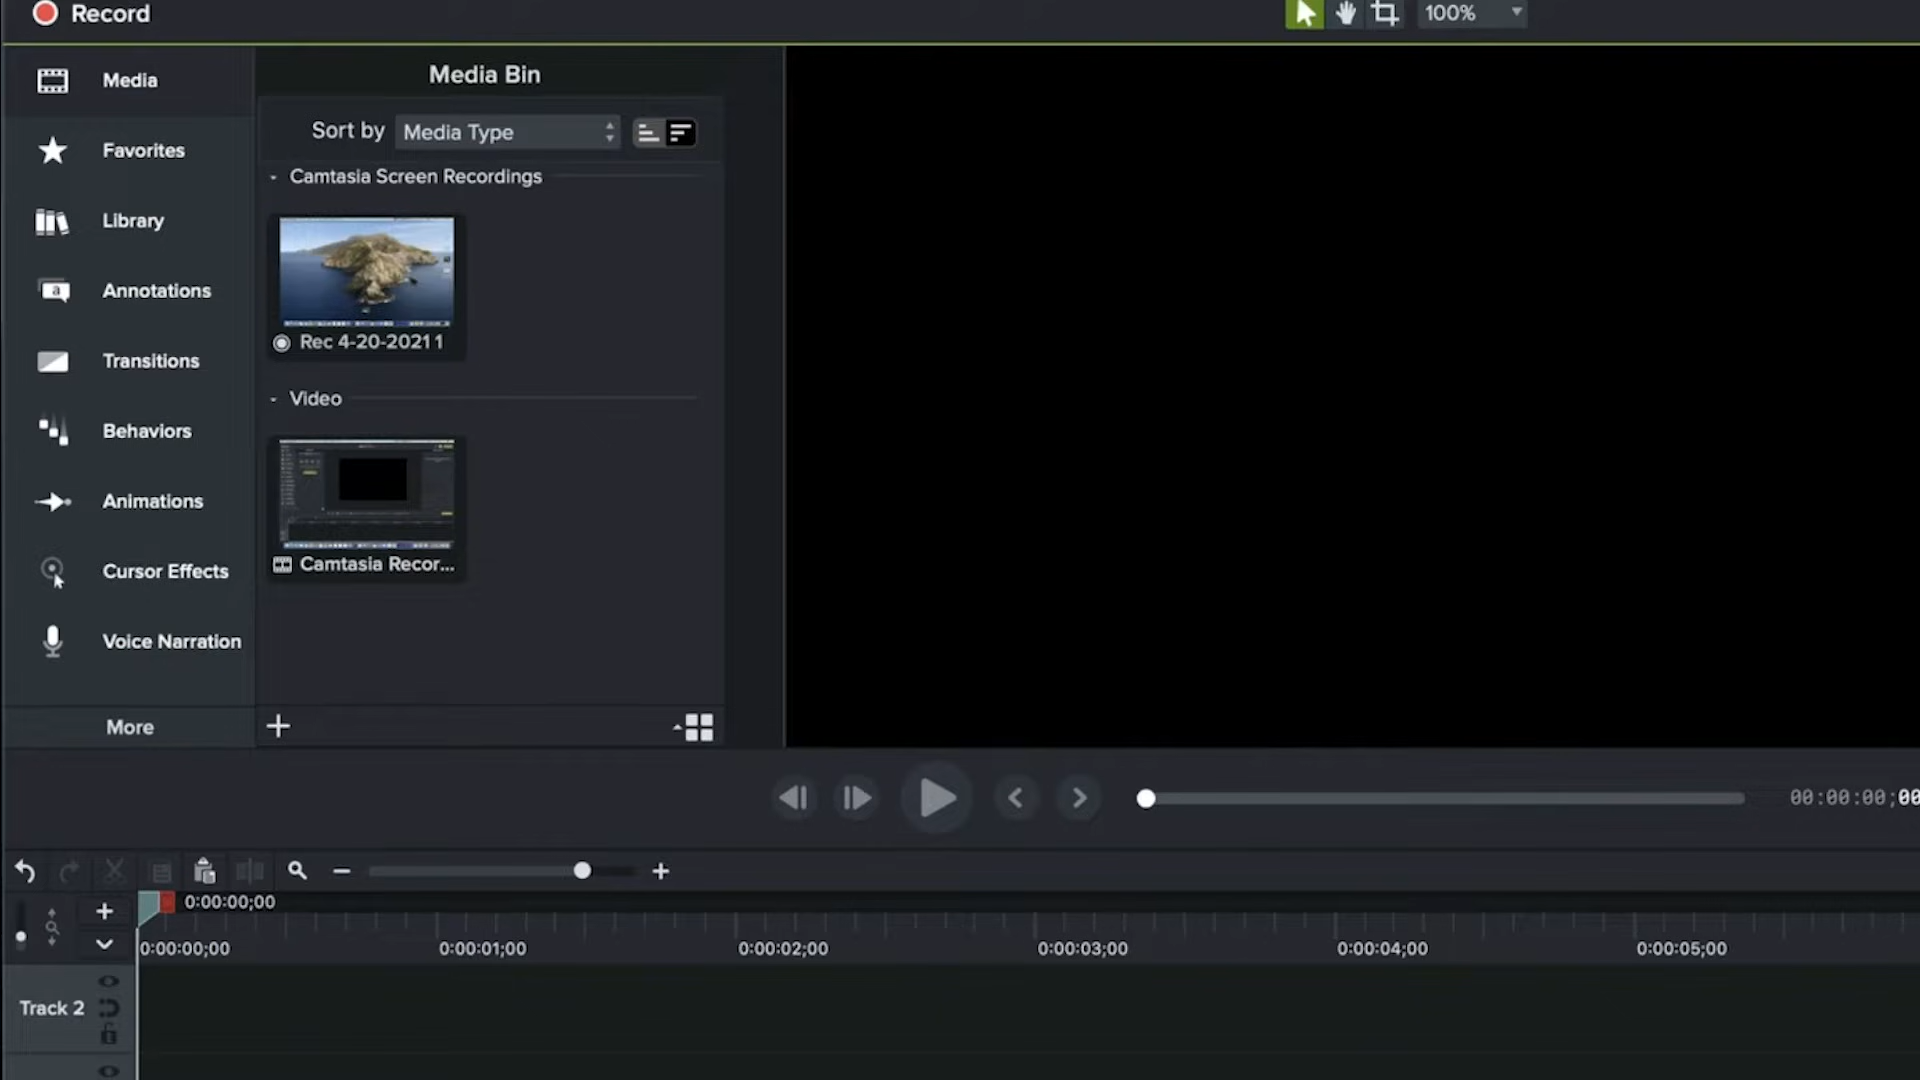 Record
100%
Media
Favorites
Library
Annotations
Transitions
Behaviors
Animations
Cursor Effects
Voice Narration
More
Media Bin
Sort by Media Type
Camtasia Screen Recordings
Rec 4-20-2021 1
Video
Camtasia Recor...
00:00:00;00
0:00:00;00
0:00:00;00 0:00:01;00 0:00:02;00 0:00:03;00 0:00:04;00 0:00:05;00
Track 2